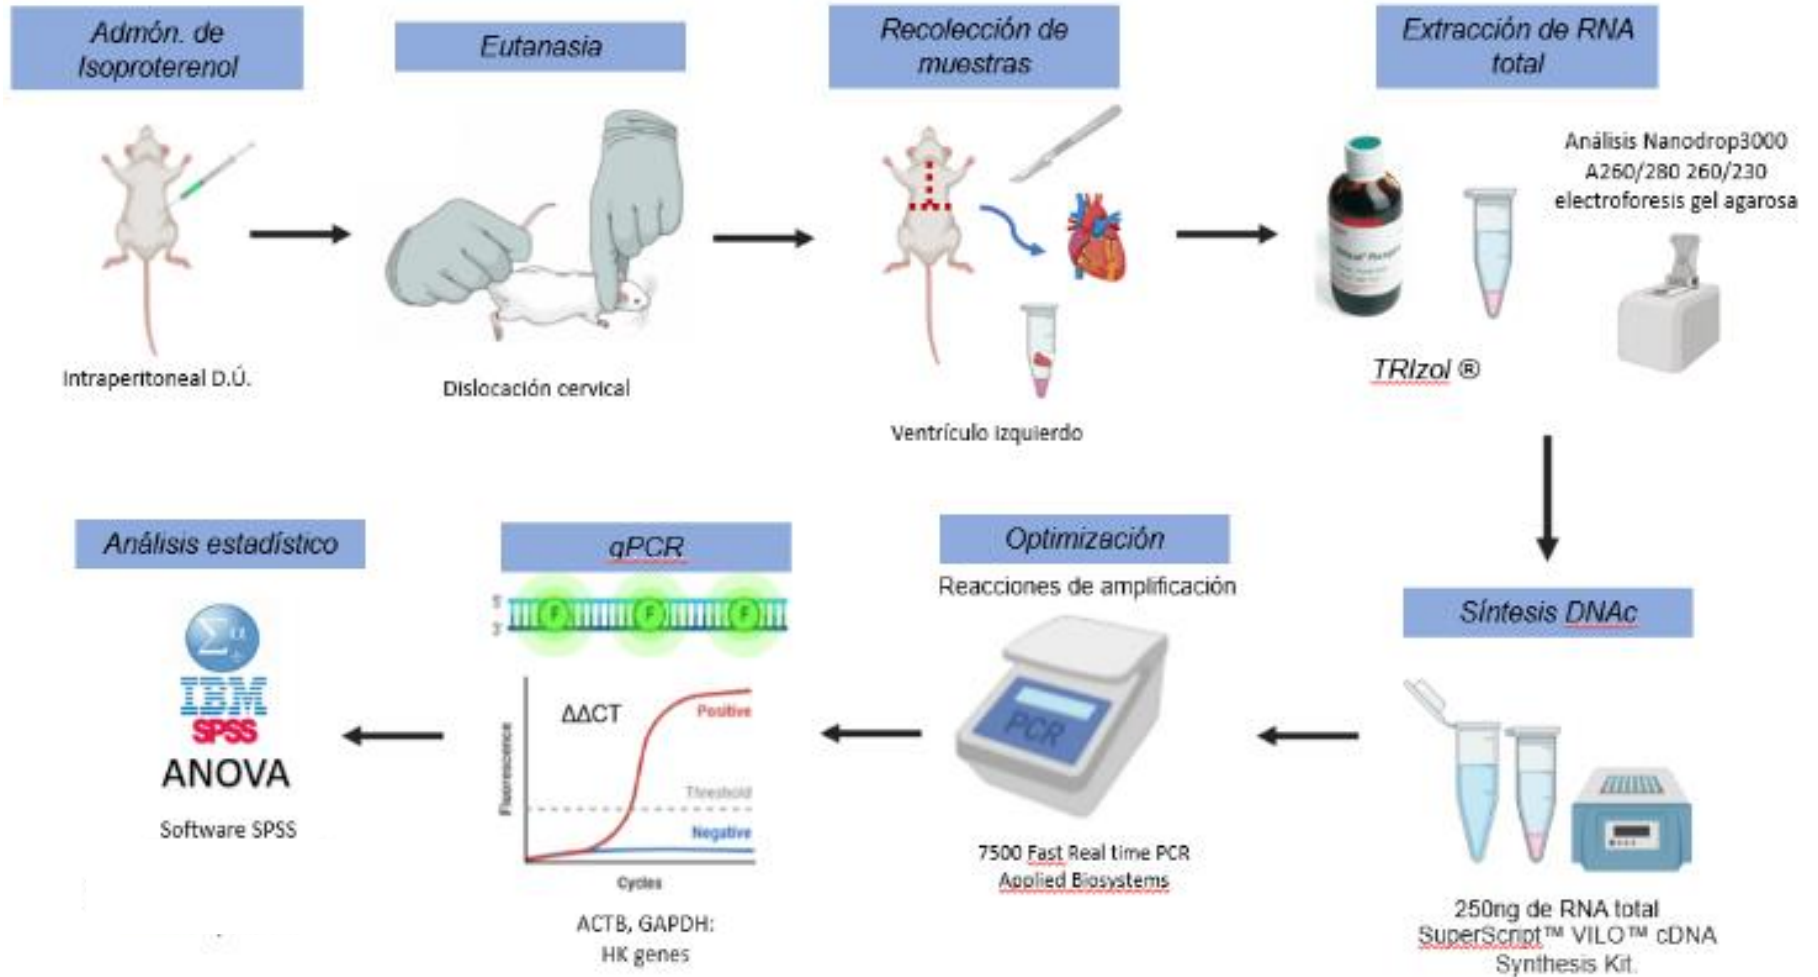 Admón. de
Isoproterenol
Intraperitoneal D.Ú.
Eutanasia
Dislocación cervical
Recolección de
muestras
Ventrículo Izquierdo
Extracción de RNA
total
Análisis Nanodrop3000
A260/280 260/230
electroforesis gel agarosa
TRIzol ®
Síntesis DNAc
250ng de RNA total
SuperScript™ VILO™ cDNA
Synthesis Kit.
Optimización
Reacciones de amplificación
PCR
7500 Fast Real time PCR
Applied Biosystems
qPCR
F F F
ΔΔCT
Positive
Threshold
Negative
Fluorescence
Cycles
ACTB, GAPDH:
HK genes
Análisis estadístico
Σα
+
IBM
SPSS
ANOVA
Software SPSS